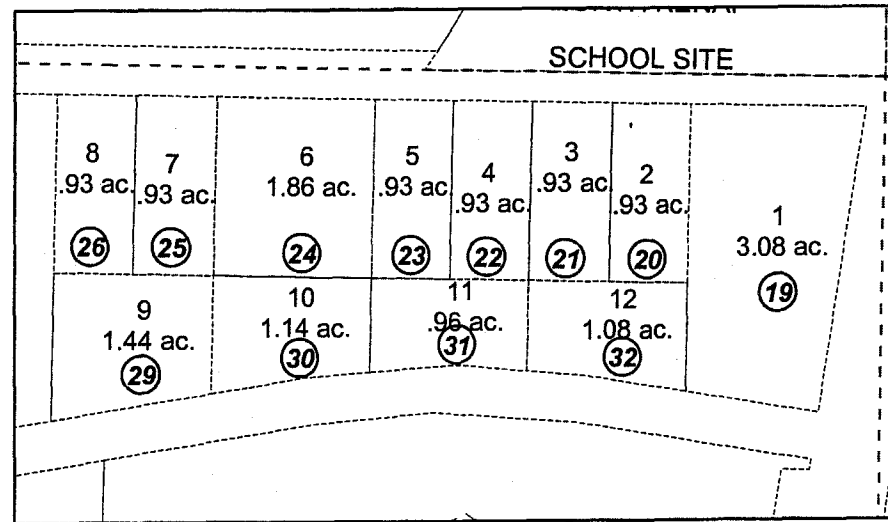 SCHOOL SITE
8
.93 ac.
26
7
.93 ac.
25
6
1.86 ac.
24
5
.93 ac.
23
4
.93 ac.
22
3
.93 ac.
21
2
.93 ac.
20
1
3.08 ac.
19
9
1.44 ac.
29
10
1.14 ac.
30
11
.96 ac.
31
12
1.08 ac.
32